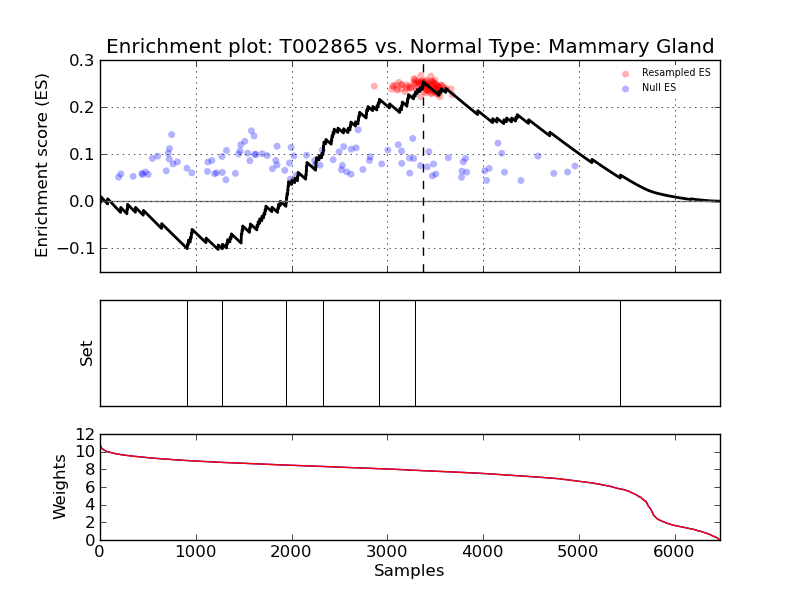 Enrichment plot: T002865 vs. Normal Type: Mammary Gland
Enrichment score (ES)
0.3
0.2
0.1
0.0
−0.1
Resampled ES
Null ES
Set
Weights
12
10
8
6
4
2
0
0 1000 2000 3000 4000 5000 6000
Samples